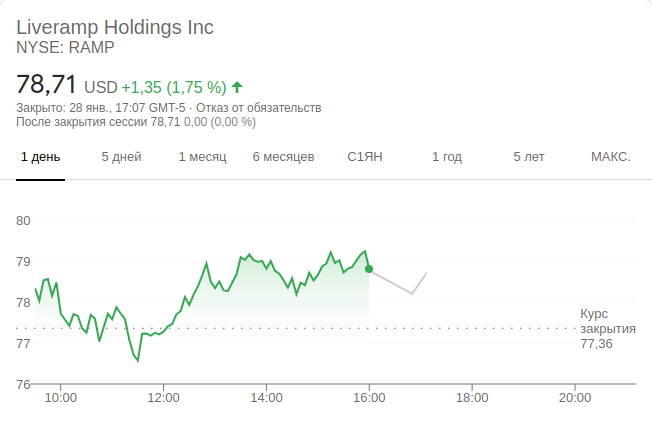 Liveramp Holdings Inc
NYSE: RAMP
78,71 USD +1,35 (1,75 %)
Закрыто: 28 янв., 17:07 GMT-5 · Отказ от обязательств
После закрытия сессии 78,71 0,00 (0,00 %)
1 день 5 дней 1 месяц 6 месяцев С1ЯН 1 год 5 лет МАКС.
80
79
78
Курс
закрытия
77,36
77
76
10:00 12:00 14:00 16:00 18:00 20:00